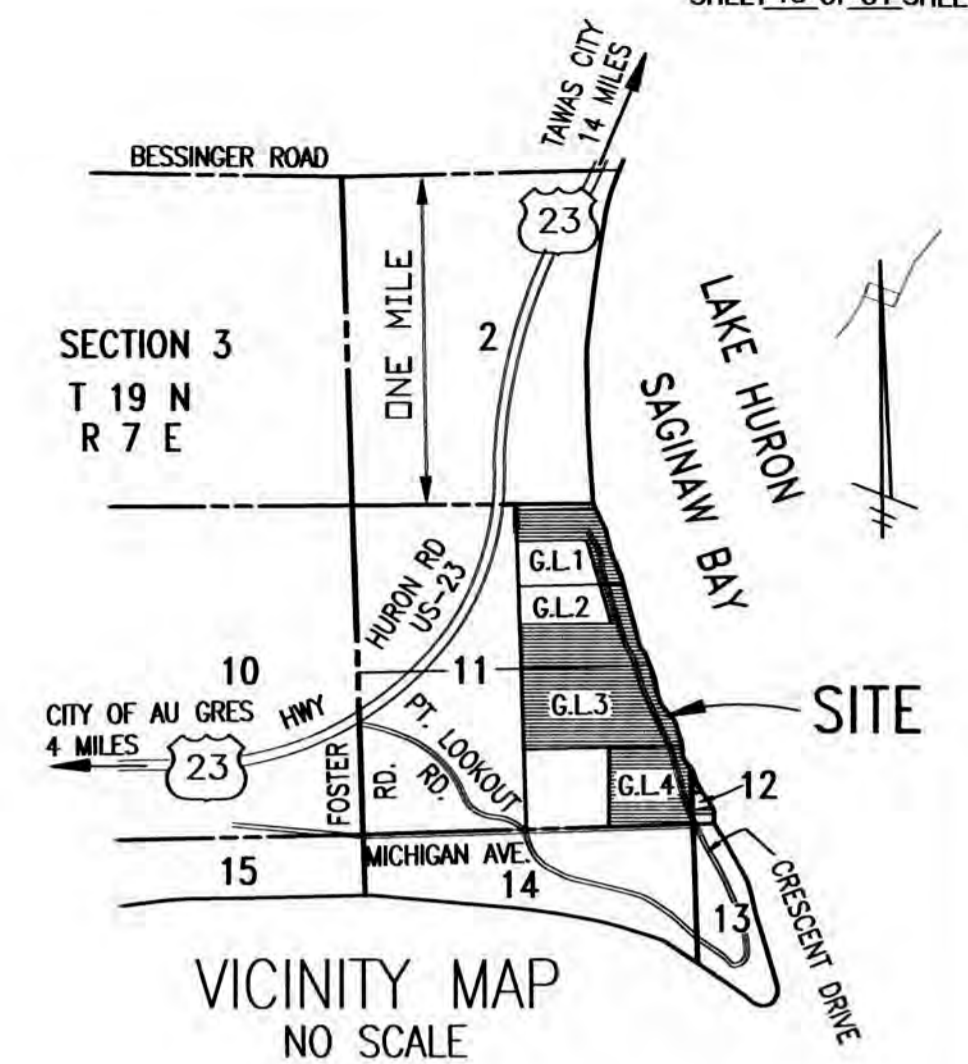 TAWAS CITY
14 MILES
BESSINGER ROAD
23
ONE MILE
2
SECTION 3
T 19 N
R 7 E
LAKE HURON
SAGINAW BAY
G.L.1
HURON RD
US-23
G.L.2
10
11
G.L.3
SITE
CITY OF AU GRES
4 MILES
HWY
23
PT. LOOKOUT
RD.
FOSTER
RD.
G.L.4
12
MICHIGAN AVE.
15
14
13
CRESCENT DRIVE
VICINITY MAP
NO SCALE